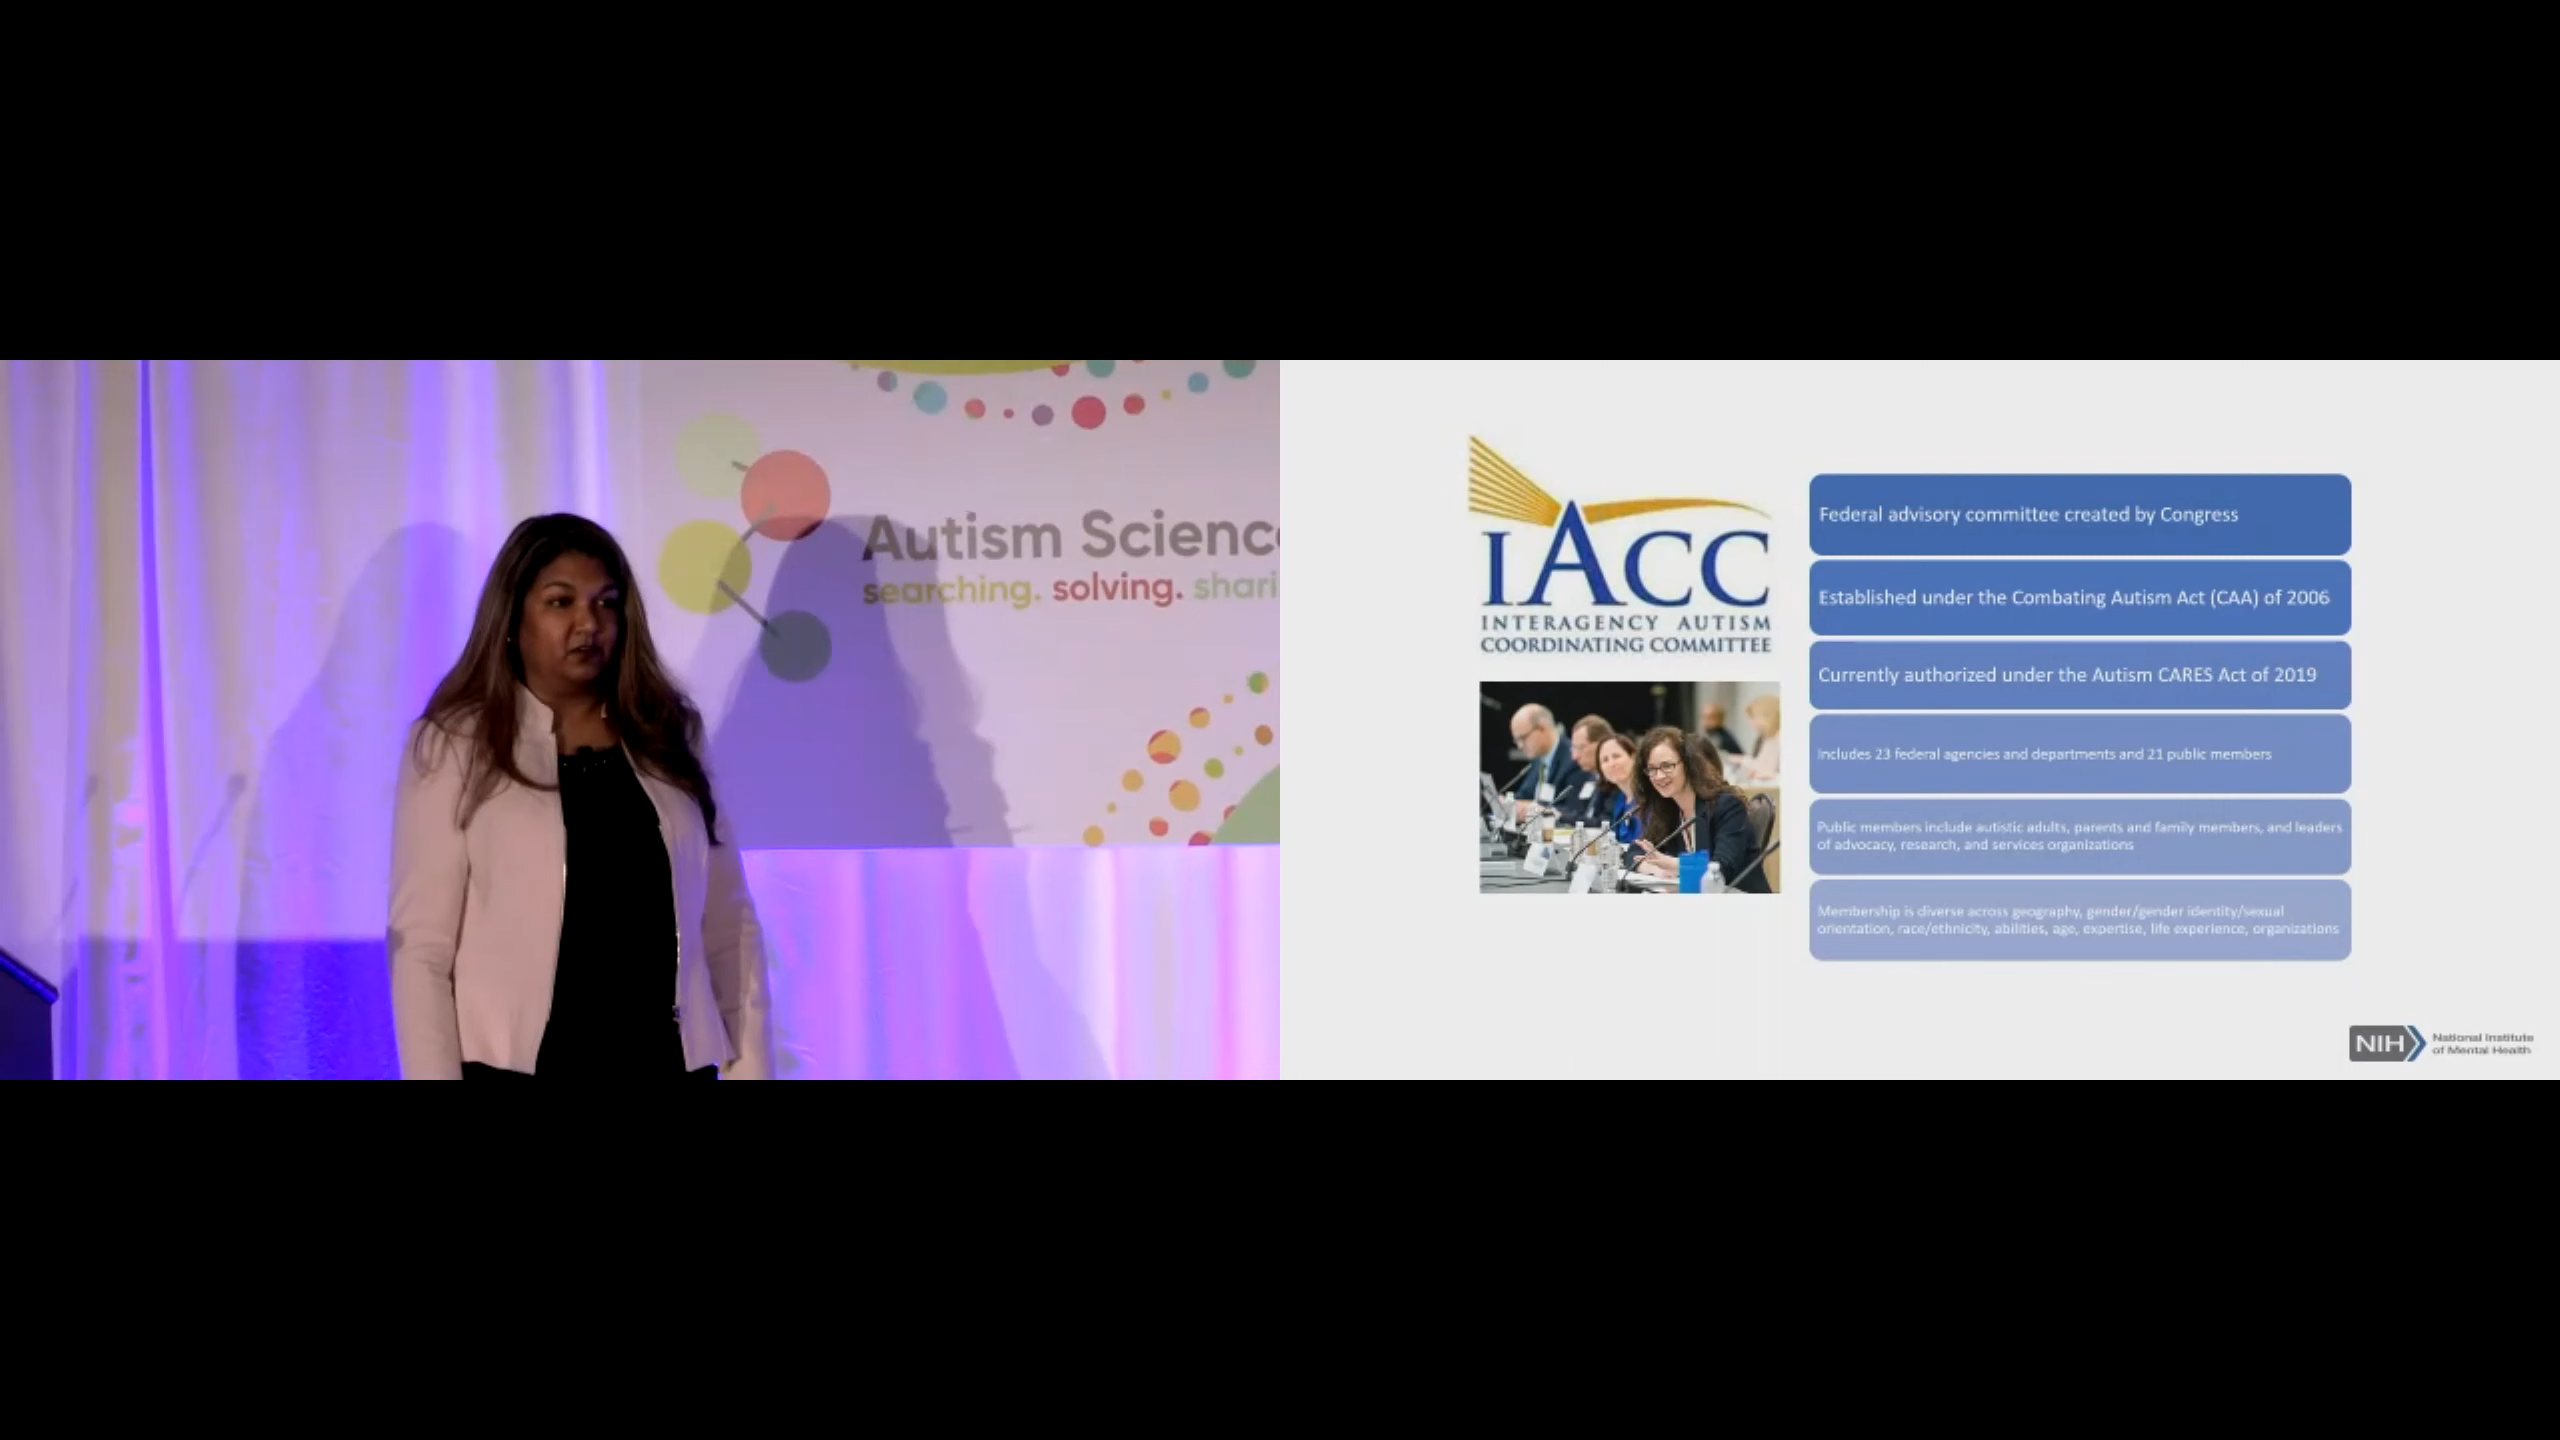 Autism Science
searching. solving. shari
IACC
INTERAGENCY AUTISM
COORDINATING COMMITTEE
Federal advisory committee created by Congress
Established under the Combating Autism Act (CAA) of 2006
Currently authorized under the Autism CARES Act of 2019
Includes 23 federal agencies and departments and 21 public members
Public members include autistic adults, parents and family members, and leaders
of advocacy, research, and services organizations
Membership is diverse across geography, gender/gender identity/sexual
orientation, race/ethnicity, abilities, age, expertise, life experience, organizations
NIH
National Institute
of Mental Health